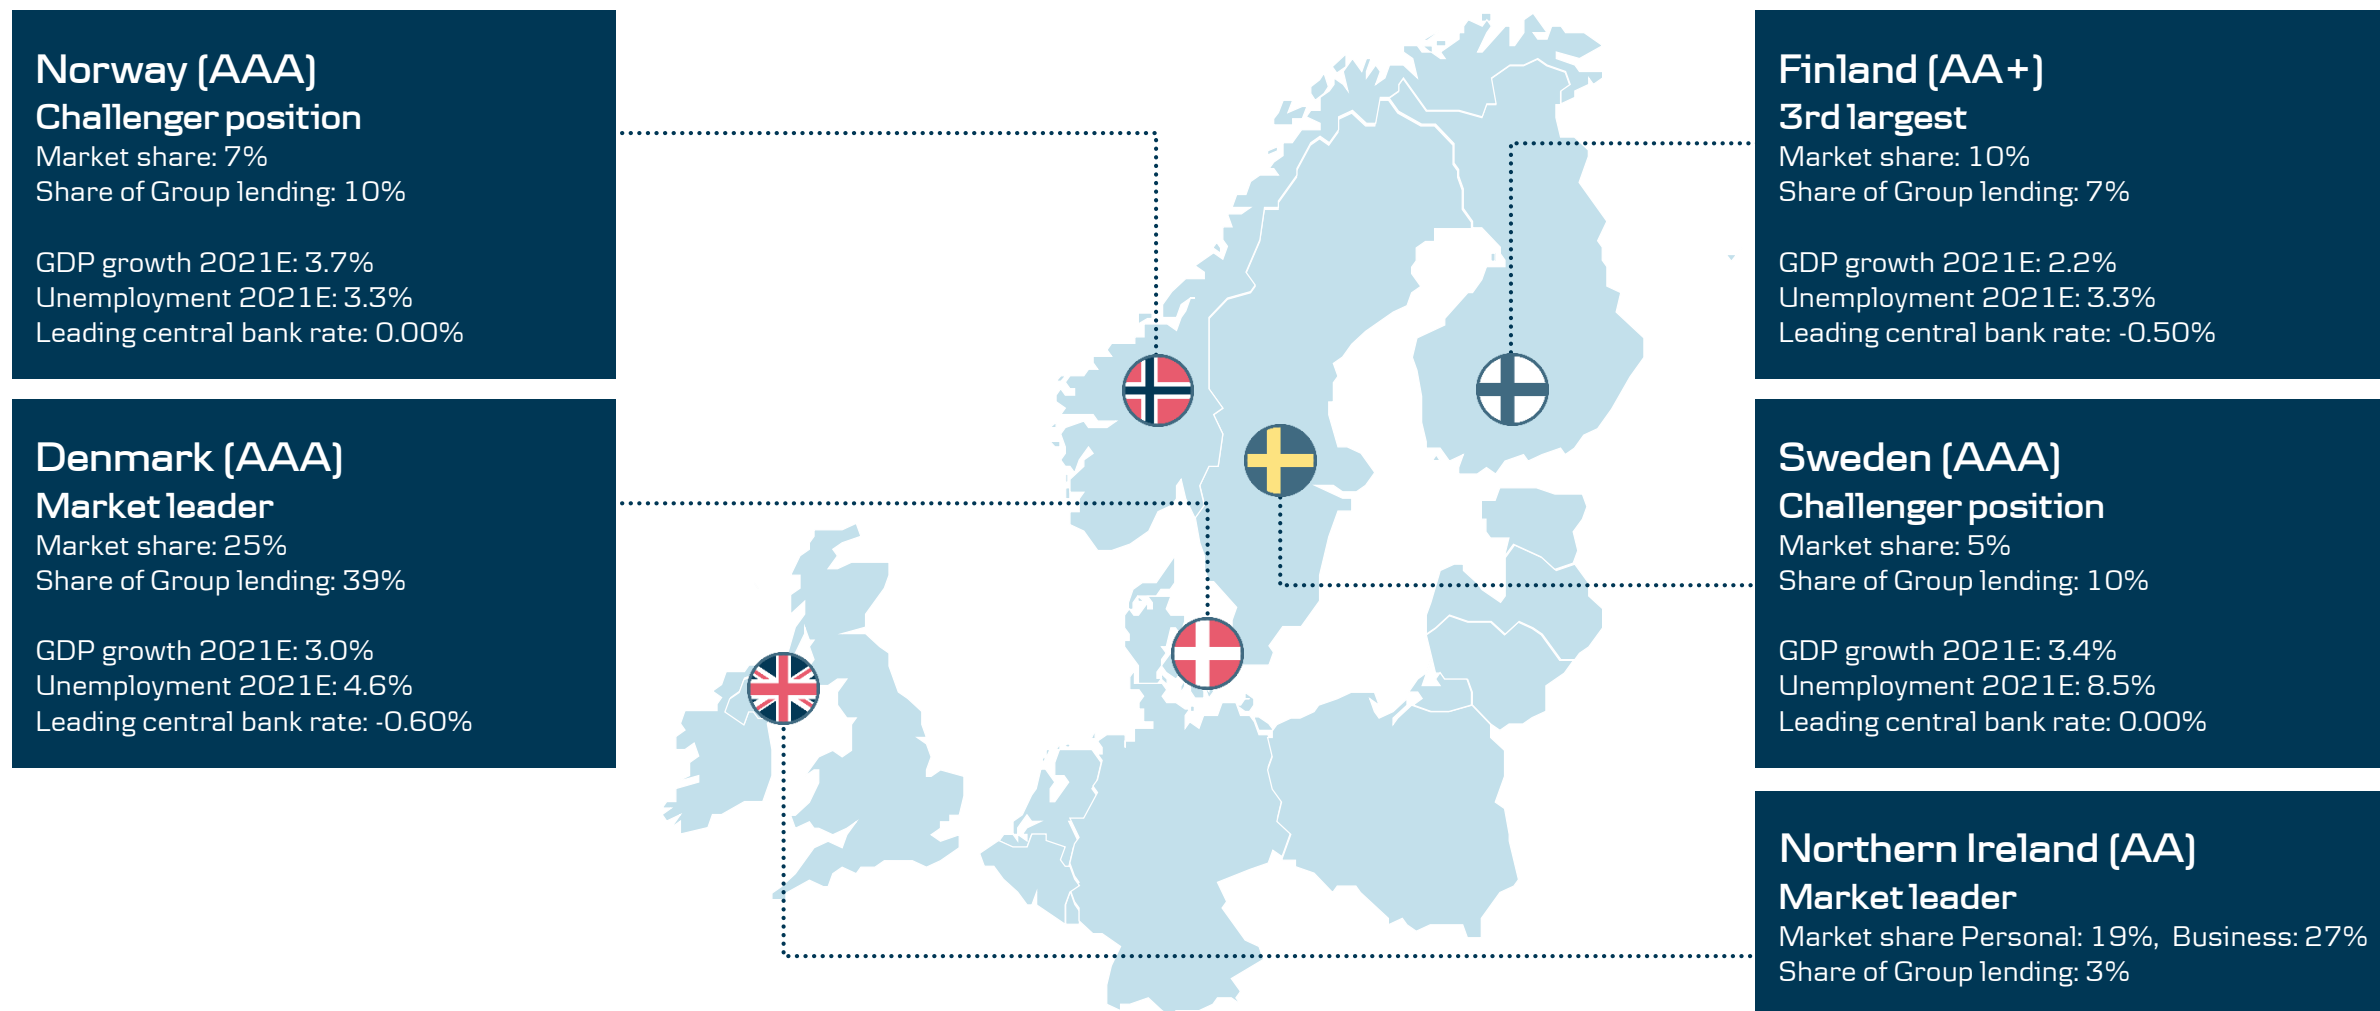 Norway (AAA)
Challenger position
Market share: 7%
Share of Group lending: 10%
GDP growth 2021E: 3.7%
Unemployment 2021E: 3.3%
Leading central bank rate: 0.00%
Denmark (AAA)
Market leader
Market share: 25%
Share of Group lending: 39%
GDP growth 2021E: 3.0%
Unemployment 2021E: 4.6%
Leading central bank rate: -0.60%
Finland (AA+)
3rd largest
Market share: 10%
Share of Group lending: 7%
GDP growth 2021E: 2.2%
Unemployment 2021E: 3.3%
Leading central bank rate: -0.50%
Sweden (AAA)
Challenger position
Market share: 5%
Share of Group lending: 10%
GDP growth 2021E: 3.4%
Unemployment 2021E: 8.5%
Leading central bank rate: 0.00%
Northern Ireland (AA)
Market leader
Market share Personal: 19%, Business: 27%
Share of Group lending: 3%